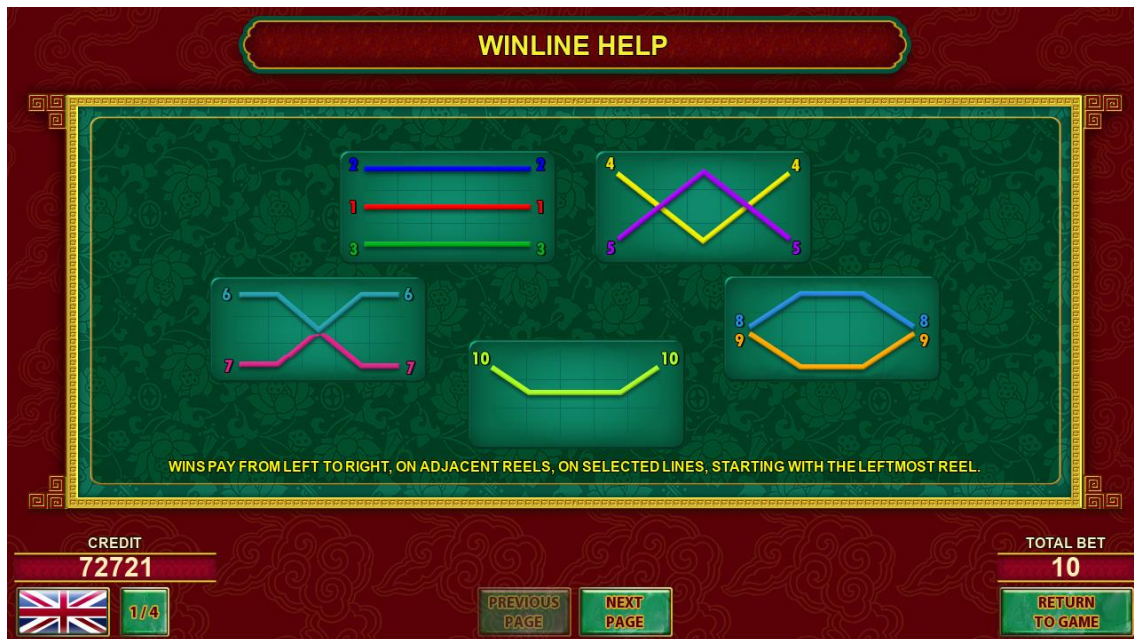 WINLINE HELP
2 2
1 1
3 3
4 4
5 5
6 6
7 7
8 8
9 9
10 10
WINS PAY FROM LEFT TO RIGHT, ON ADJACENT REELS, ON SELECTED LINES, STARTING WITH THE LEFTMOST REEL.
CREDIT
72721
TOTAL BET
10
1/4
PREVIOUS
PAGE
NEXT
PAGE
RETURN
TO GAME